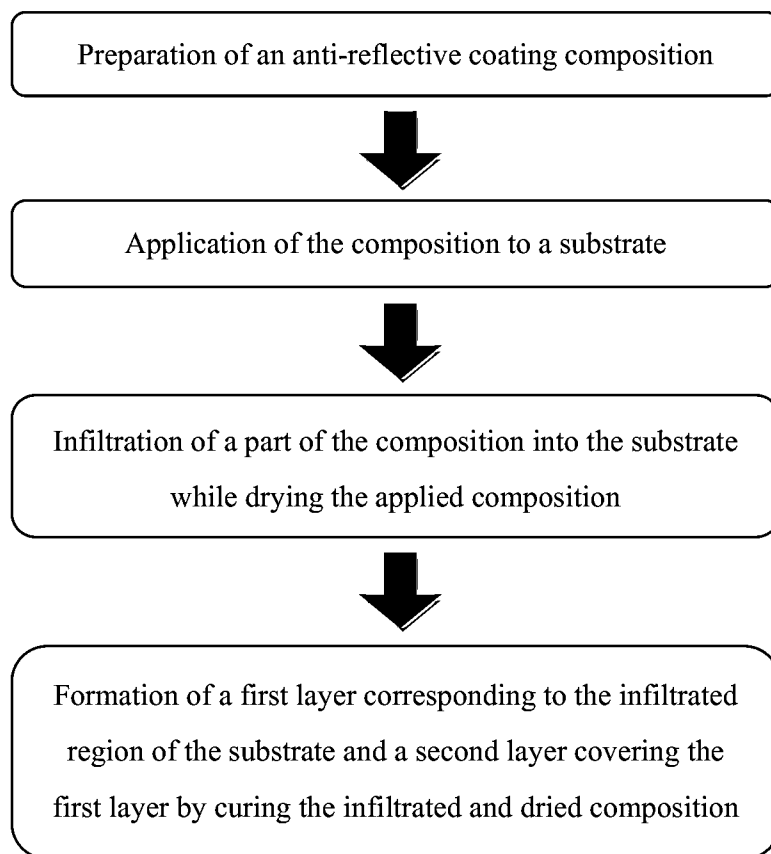 Preparation of an anti-reflective coating composition
Application of the composition to a substrate
Infiltration of a part of the composition into the substrate
while drying the applied composition
Formation of a first layer corresponding to the infiltrated
region of the substrate and a second layer covering the
first layer by curing the infiltrated and dried composition